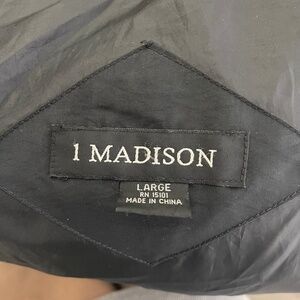 1 MADISON
LARGE
RN 15101
MADE IN CHINA